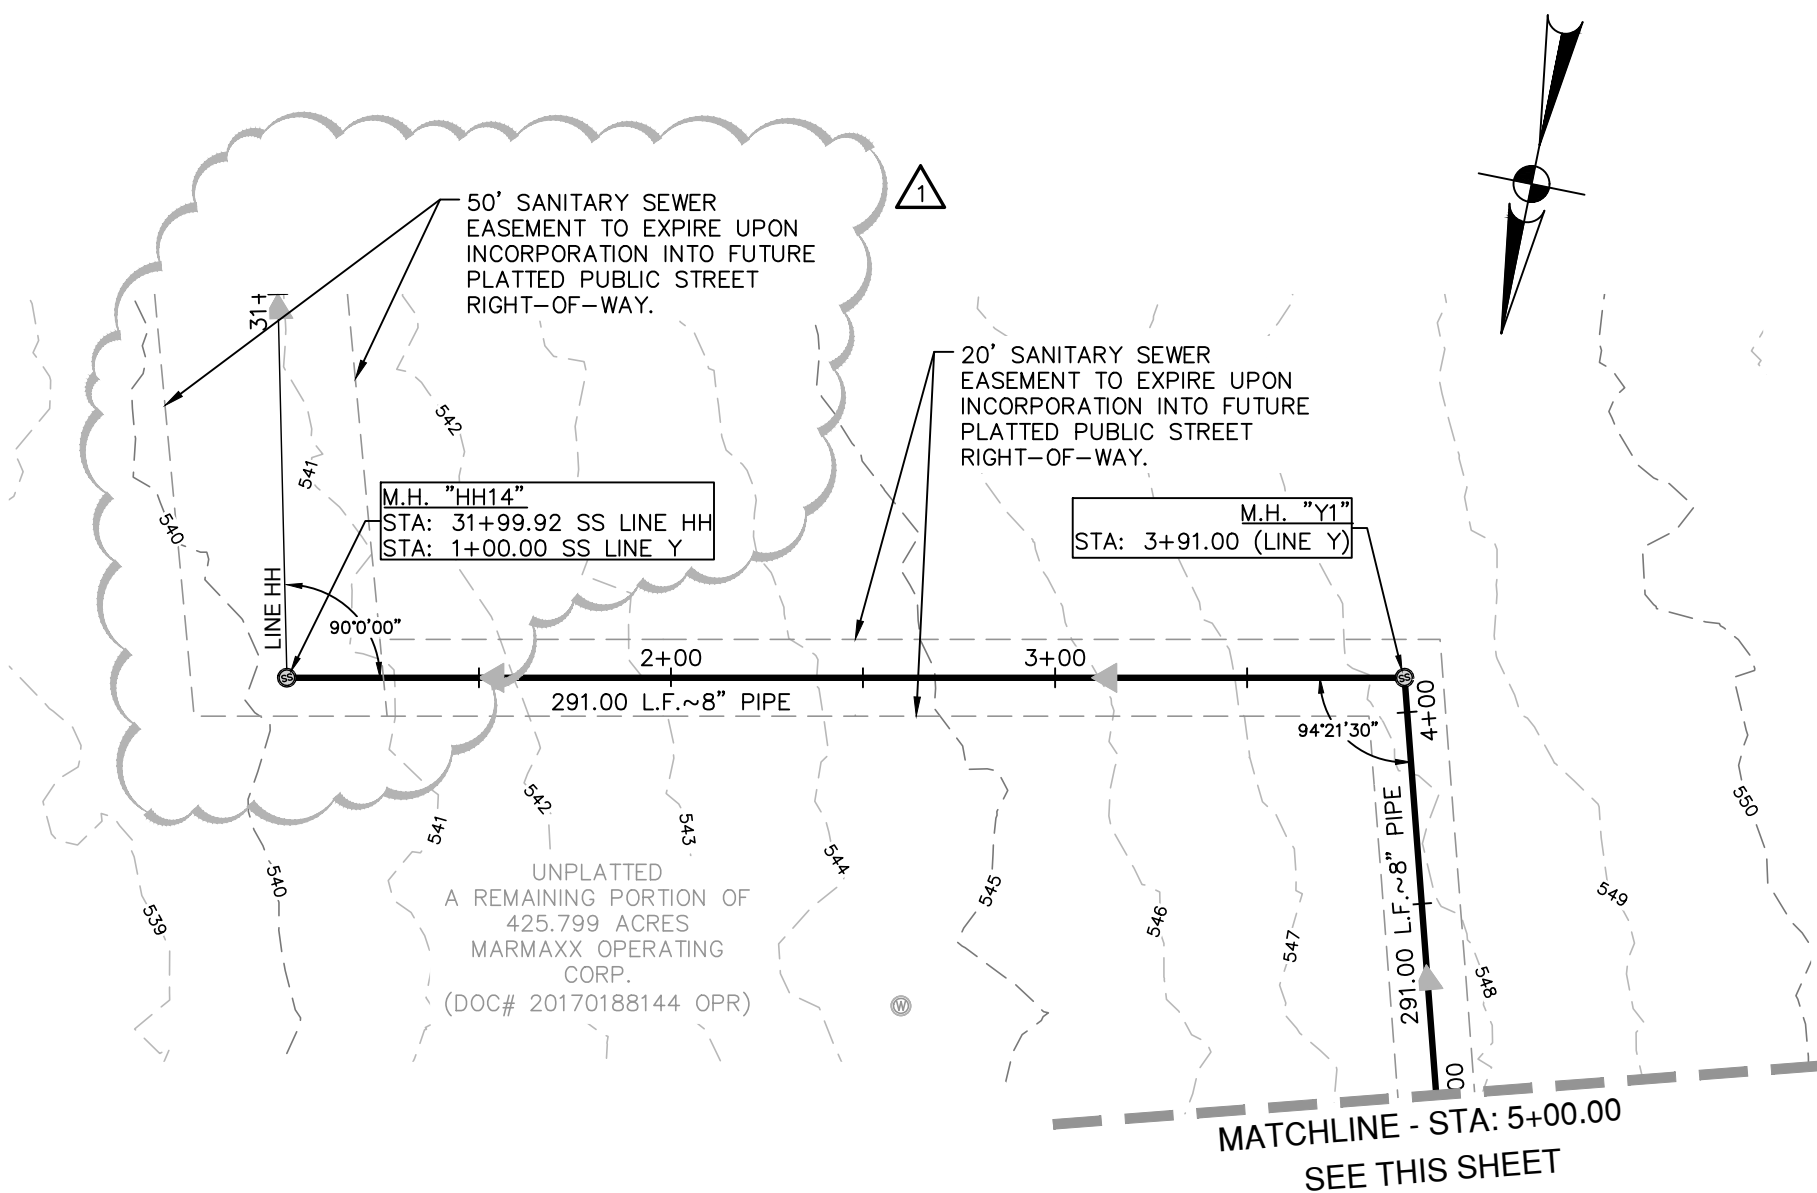 1
50' SANITARY SEWER
EASEMENT TO EXPIRE UPON
INCORPORATION INTO FUTURE
PLATTED PUBLIC STREET
RIGHT-OF-WAY.
31+
20' SANITARY SEWER
EASEMENT TO EXPIRE UPON
INCORPORATION INTO FUTURE
PLATTED PUBLIC STREET
RIGHT-OF-WAY.
542
541
540
M.H. "HH14"
STA: 31+99.92 SS LINE HH
STA: 1+00.00 SS LINE Y
M.H. "Y1"
STA: 3+91.00 (LINE Y)
LINE HH
90°0'00"
SS
2+00
3+00
SS
291.00 L.F.~8" PIPE
94°21'30"
4+00
542
541
543
544
545
546
547
548
549
550
540
539
291.00 L.F.~8" PIPE
UNPLATTED
A REMAINING PORTION OF
425.799 ACRES
MARMAXX OPERATING
CORP.
(DOC# 20170188144 OPR)
W
00
MATCHLINE - STA: 5+00.00
SEE THIS SHEET